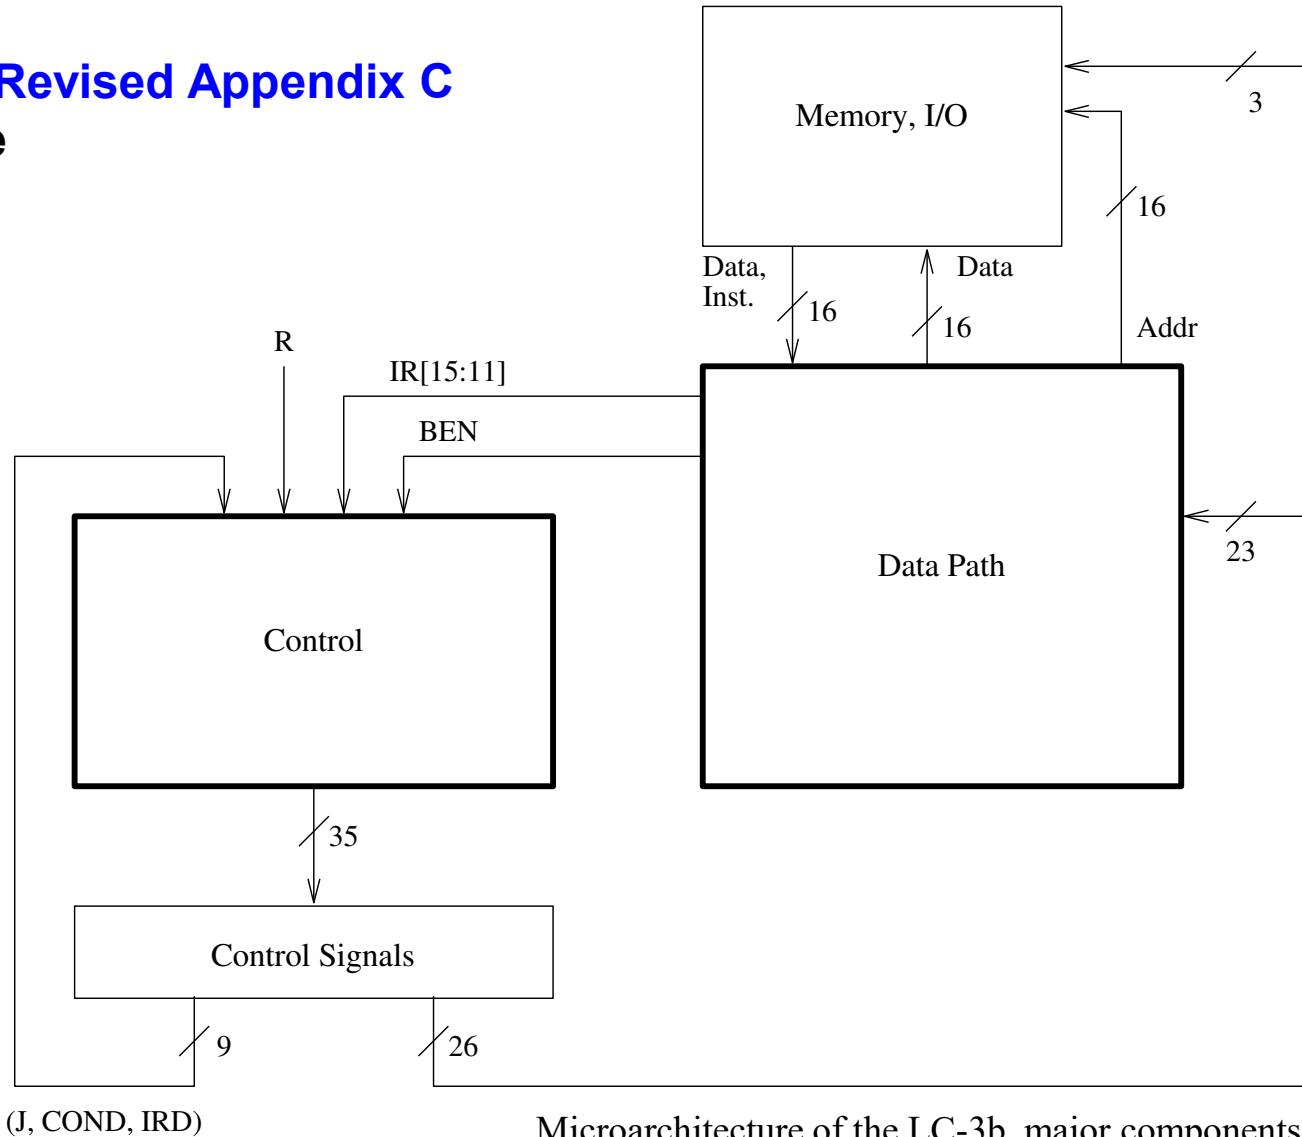 Revised Appendix C
e
Memory, I/O
3
16
Data,
Inst.
16
Data
16
Addr
R
IR[15:11]
BEN
Control
Data Path
23
35
Control Signals
9
26
(J, COND, IRD)
Microarchitecture of the LC-3b, major components